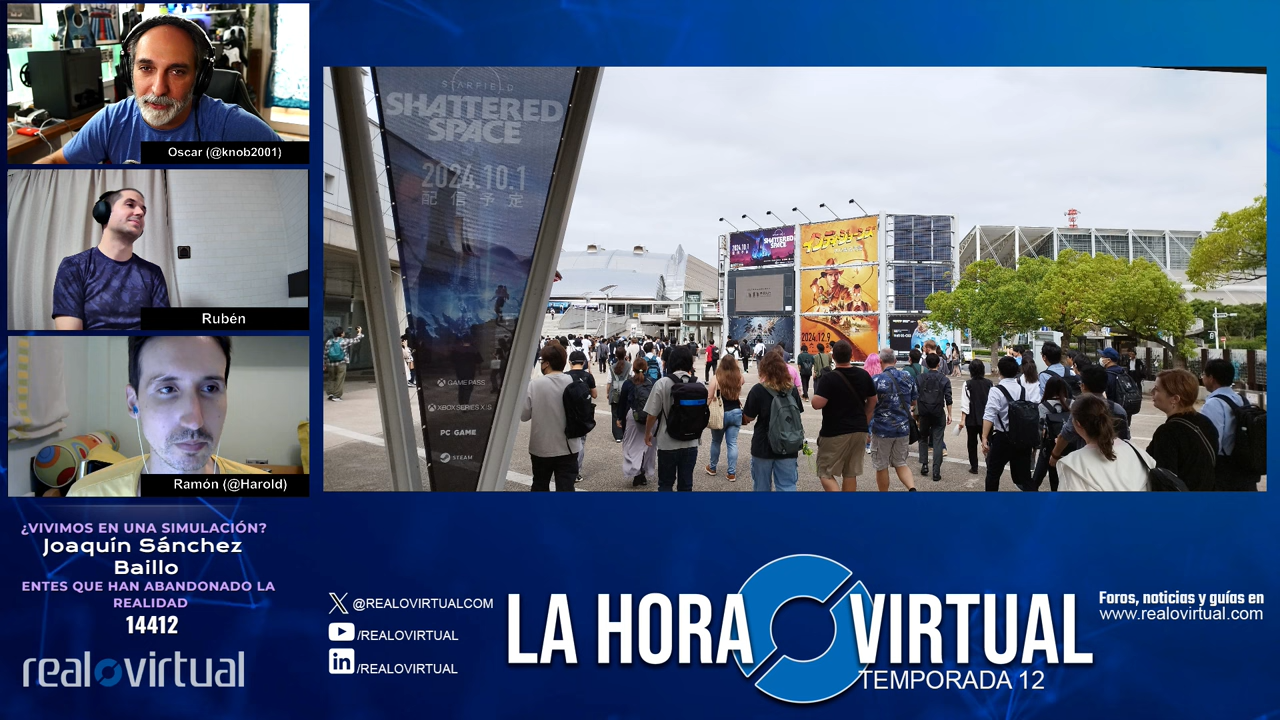 Oscar (@knob2001)
Rubén
Ramón (@Harold)
¿VIVIMOS EN UNA SIMULACIÓN?
Joaquín Sánchez
Baillo
ENTES QUE HAN ABANDONADO LA
REALIDAD
14412
realovirtual
STARFIELD
SHATTERED
SPACE
2024.10.1
配信予定
GAME PASS
XBOX SERIES X|S
PC GAME
STEAM
SHATTERED
SPACE
2024.12.9
@REALOVIRTUALCOM
/REALOVIRTUAL
/REALOVIRTUAL
LA HORA VIRTUAL
TEMPORADA 12
Foros, noticias y guías en
www.realovirtual.com